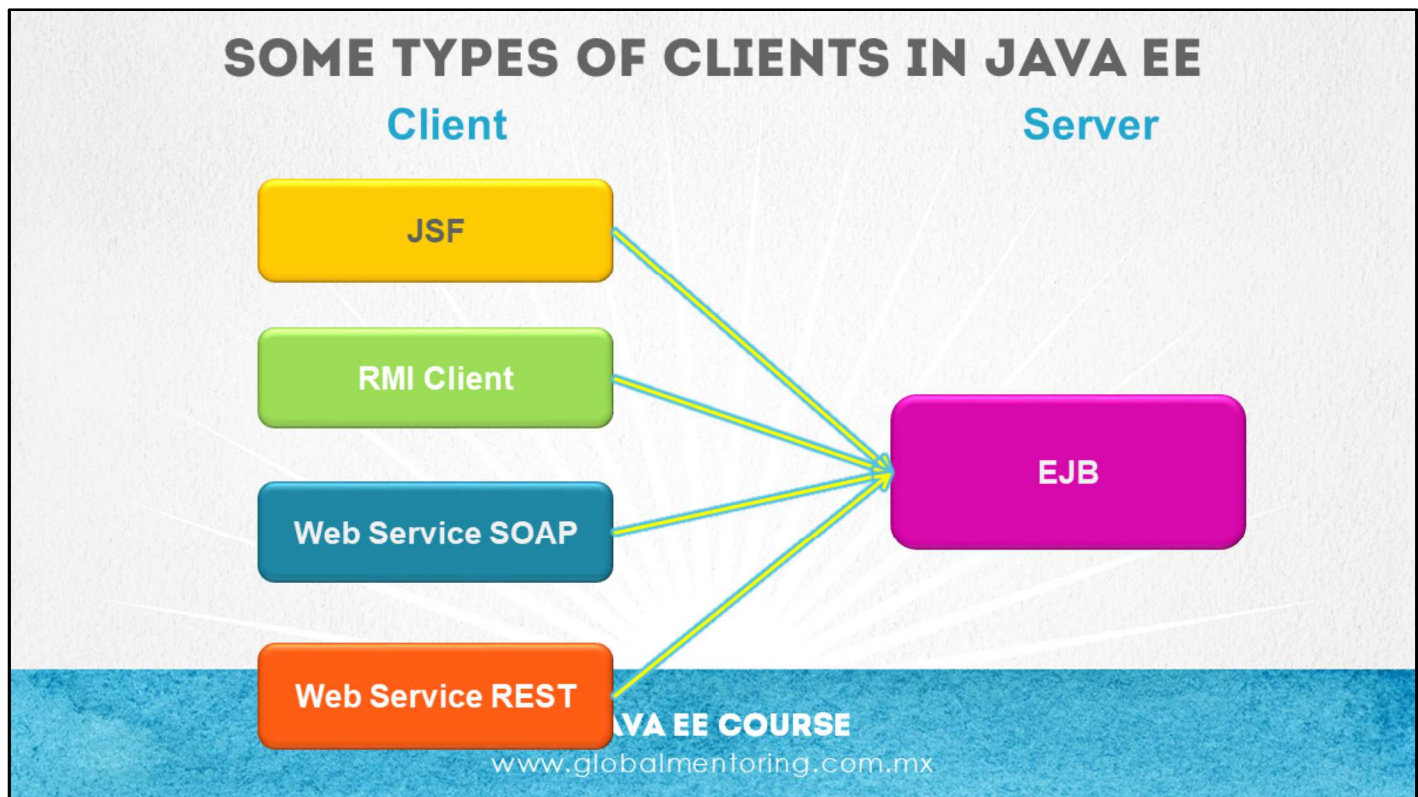 SOME TYPES OF CLIENTS IN JAVA EE
Client
Server
JSF
RMI Client
EJB
Web Service SOAP
Web Service REST
AVA EE COURSE
www.globalmentoring.com.mx